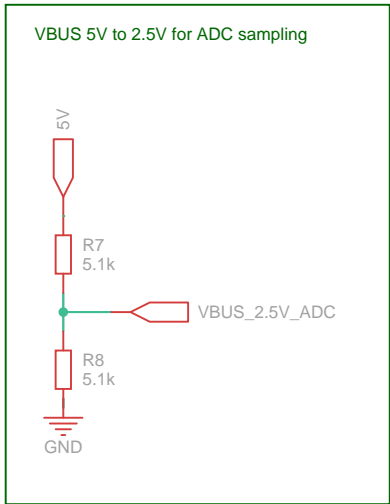 VBUS 5V to 2.5V for ADC sampling
5V
R7
5.1k
VBUS_2.5V_ADC
R8
5.1k
GND